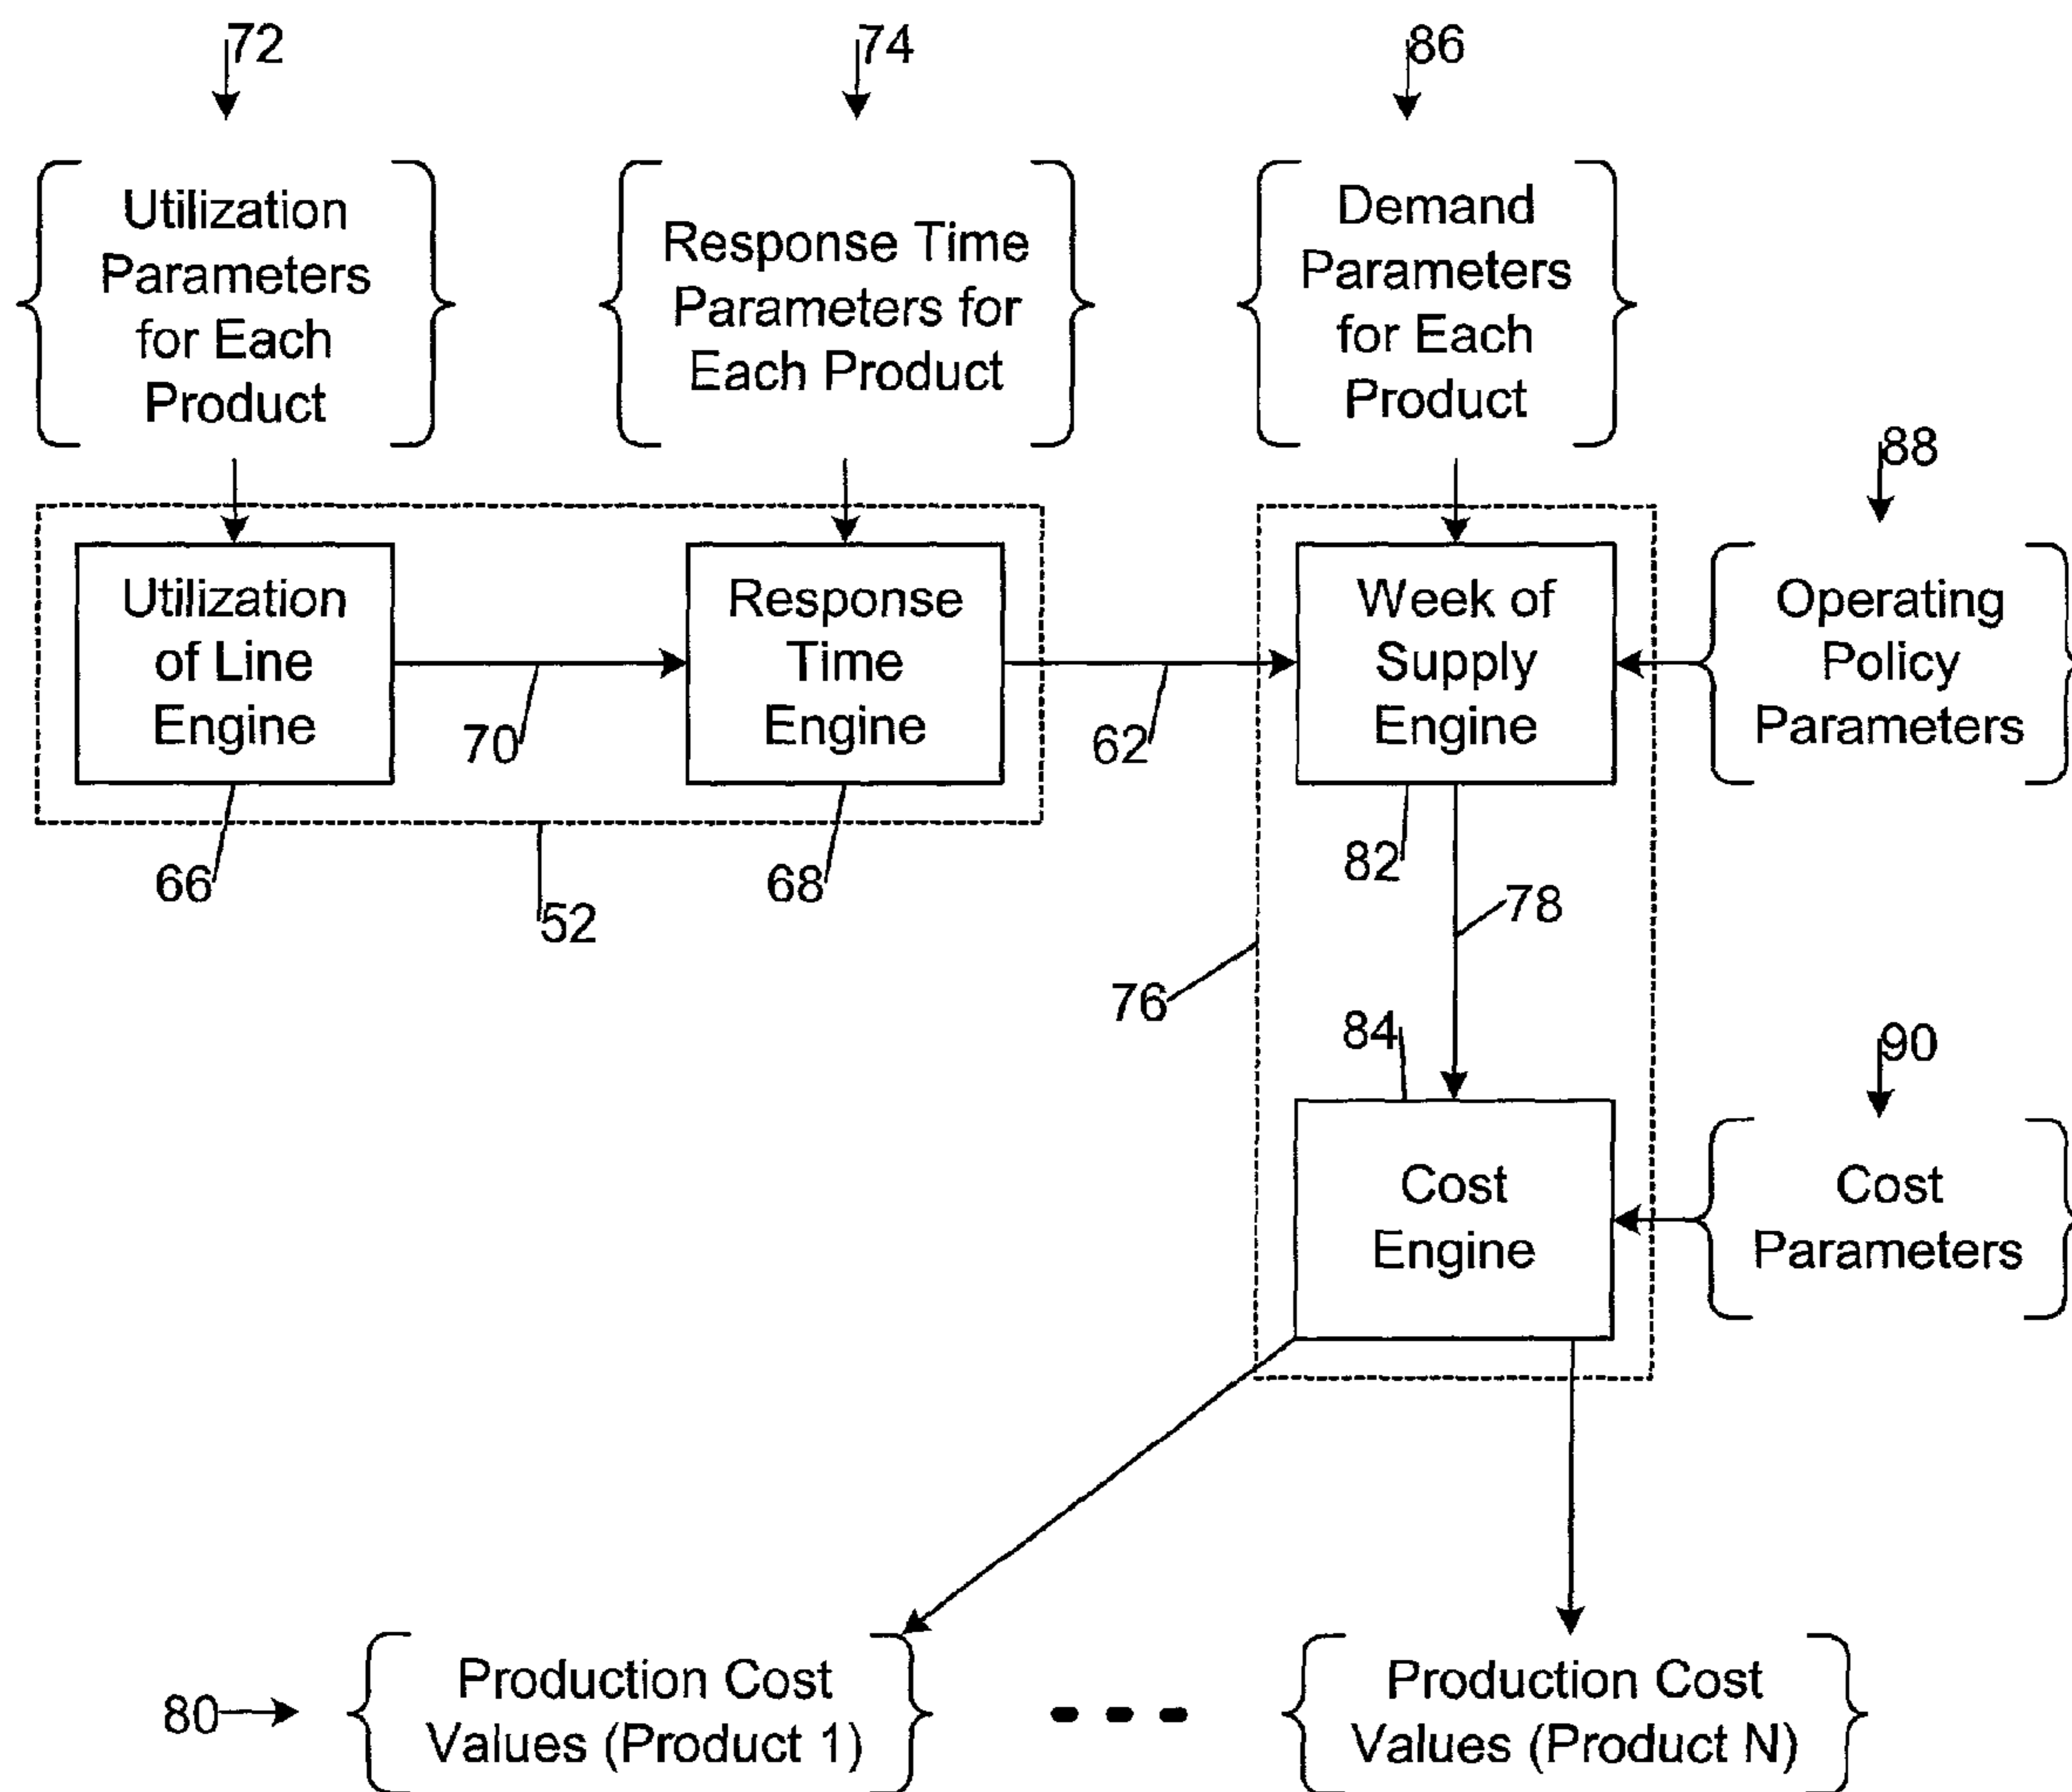 72
74
86
Utilization
Parameters
for Each
Product
Response Time
Parameters for
Each Product
Demand
Parameters
for Each
Product
88
Utilization
of Line
Engine
70
Response
Time
Engine
62
Week of
Supply
Engine
Operating
Policy
Parameters
66
52
68
82
78
76
84
90
Cost
Engine
Cost
Parameters
80
Production Cost
Values (Product 1)
Production Cost
Values (Product N)